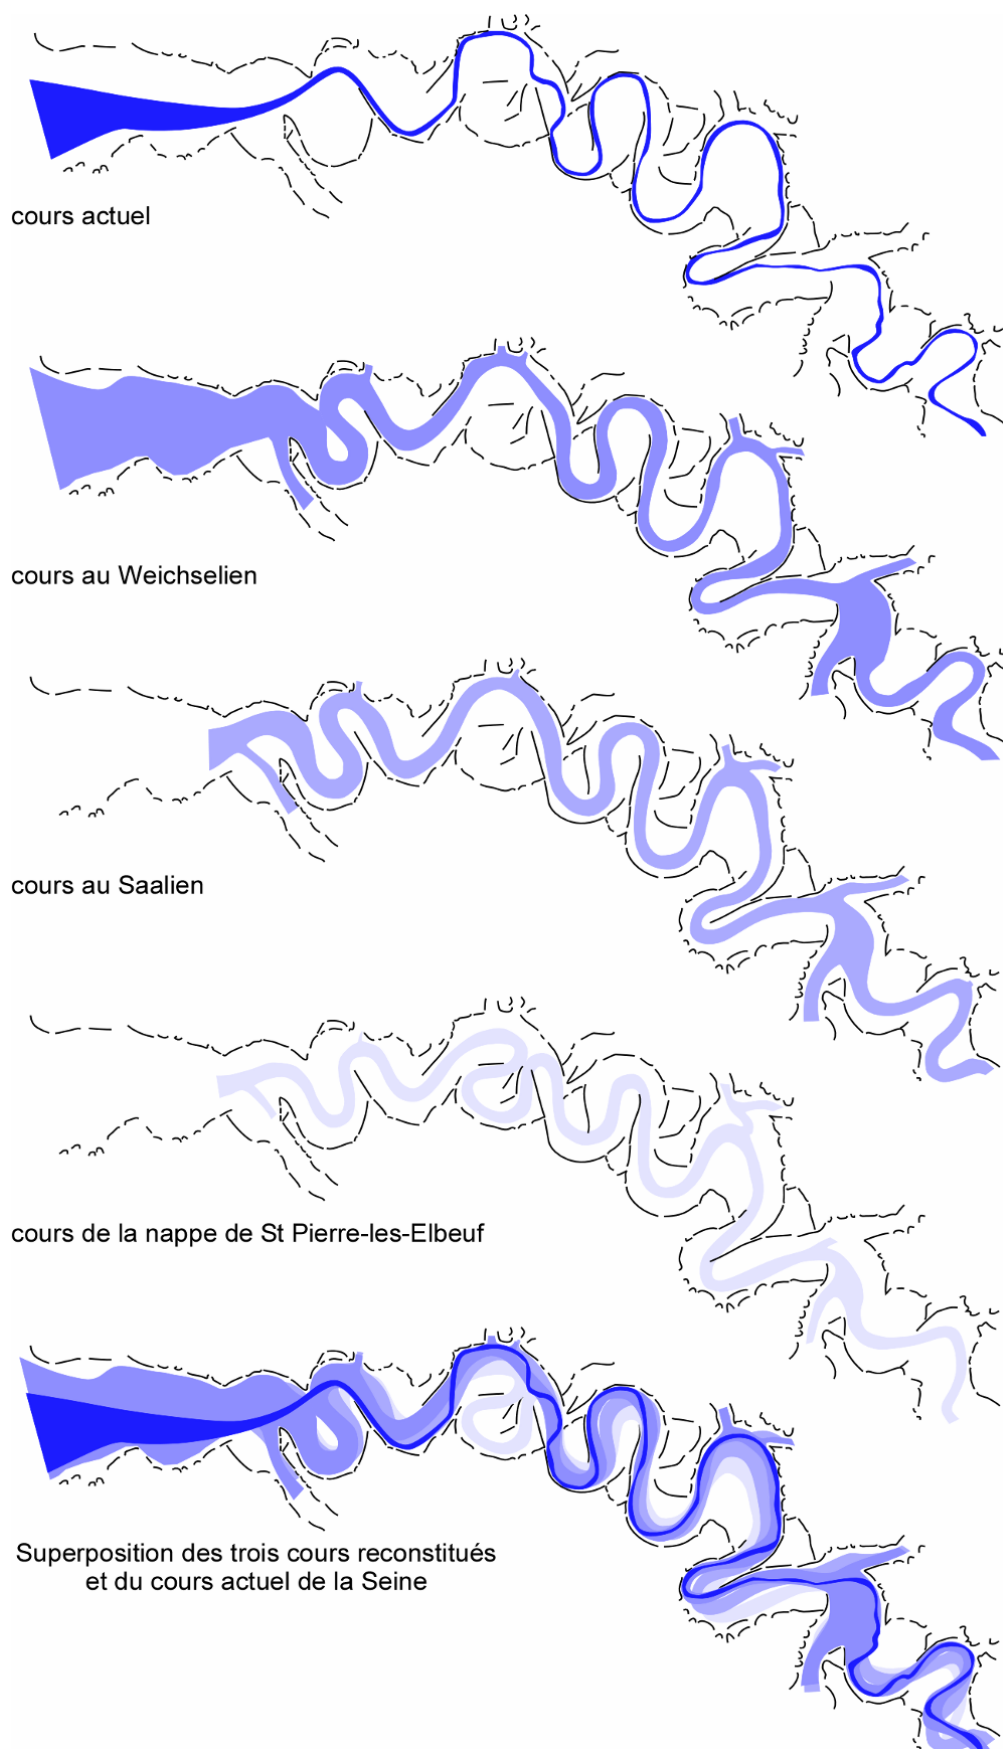 cours actuel
cours au Weichselien
cours au Saalien
cours de la nappe de St Pierre-les-Elbeuf
Superposition des trois cours reconstitués
et du cours actuel de la Seine